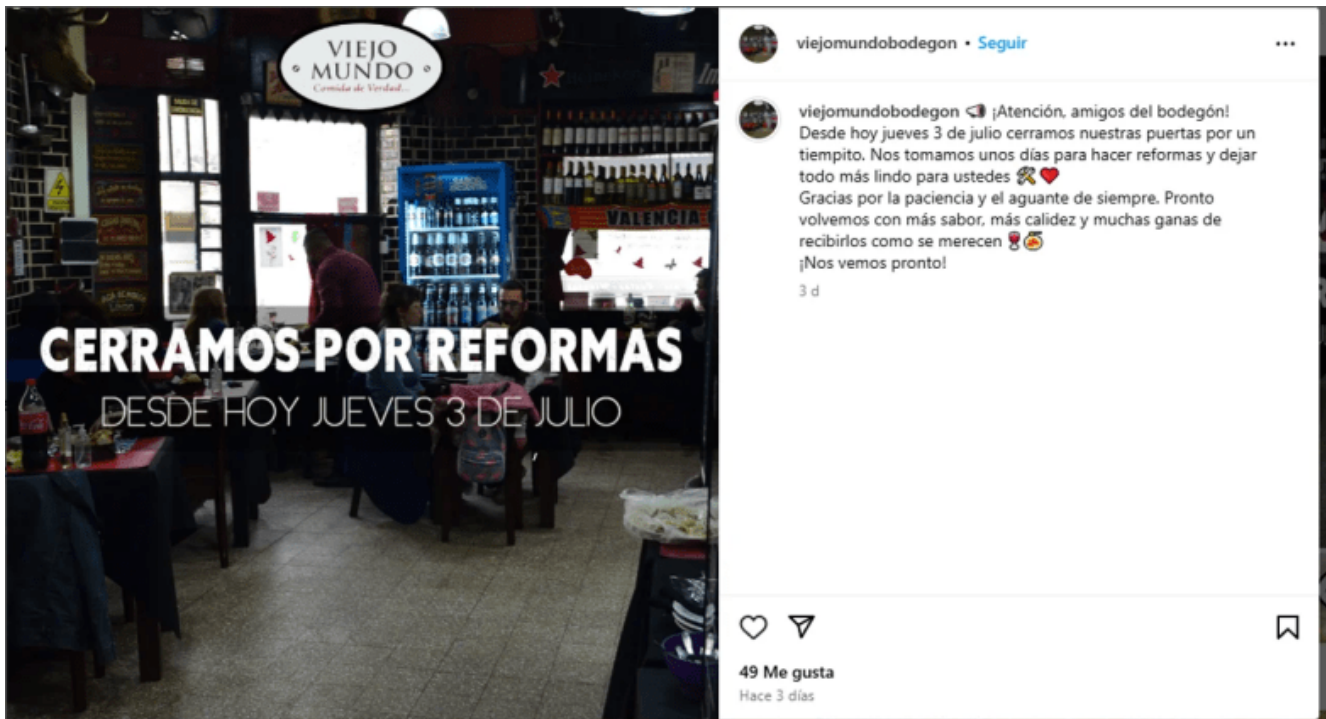 VIEJO
MUNDO
Comida de Verdad...
VALENCIA
CERRAMOS POR REFORMAS
DESDE HOY JUEVES 3 DE JULIO
viejomundobodegon • Seguir
viejomundobodegon 📢 ¡Atención, amigos del bodegón!
Desde hoy jueves 3 de julio cerramos nuestras puertas por un
tiempito. Nos tomamos unos días para hacer reformas y dejar
todo más lindo para ustedes 🛠️❤️
Gracias por la paciencia y el aguante de siempre. Pronto
volvemos con más sabor, más calidez y muchas ganas de
recibirlos como se merecen 🍷🍝
¡Nos vemos pronto!
3 d
49 Me gusta
Hace 3 días